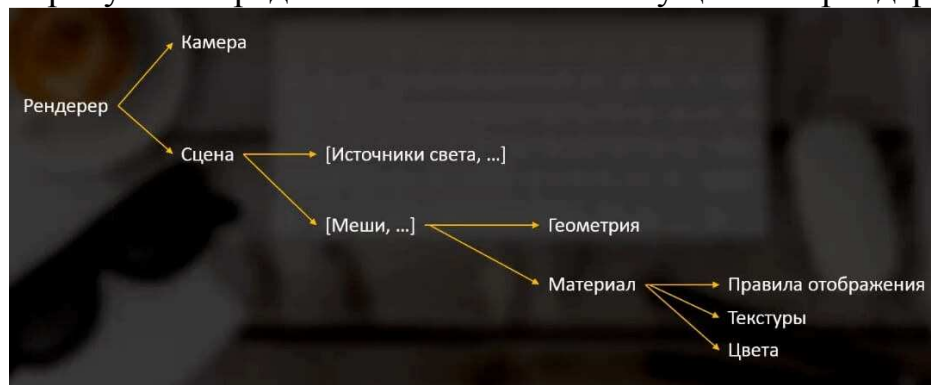 Камера
Рендерер
Сцена
[Источники света, ...]
[Меши, ...]
Геометрия
Материал
Правила отображения
Текстуры
Цвета